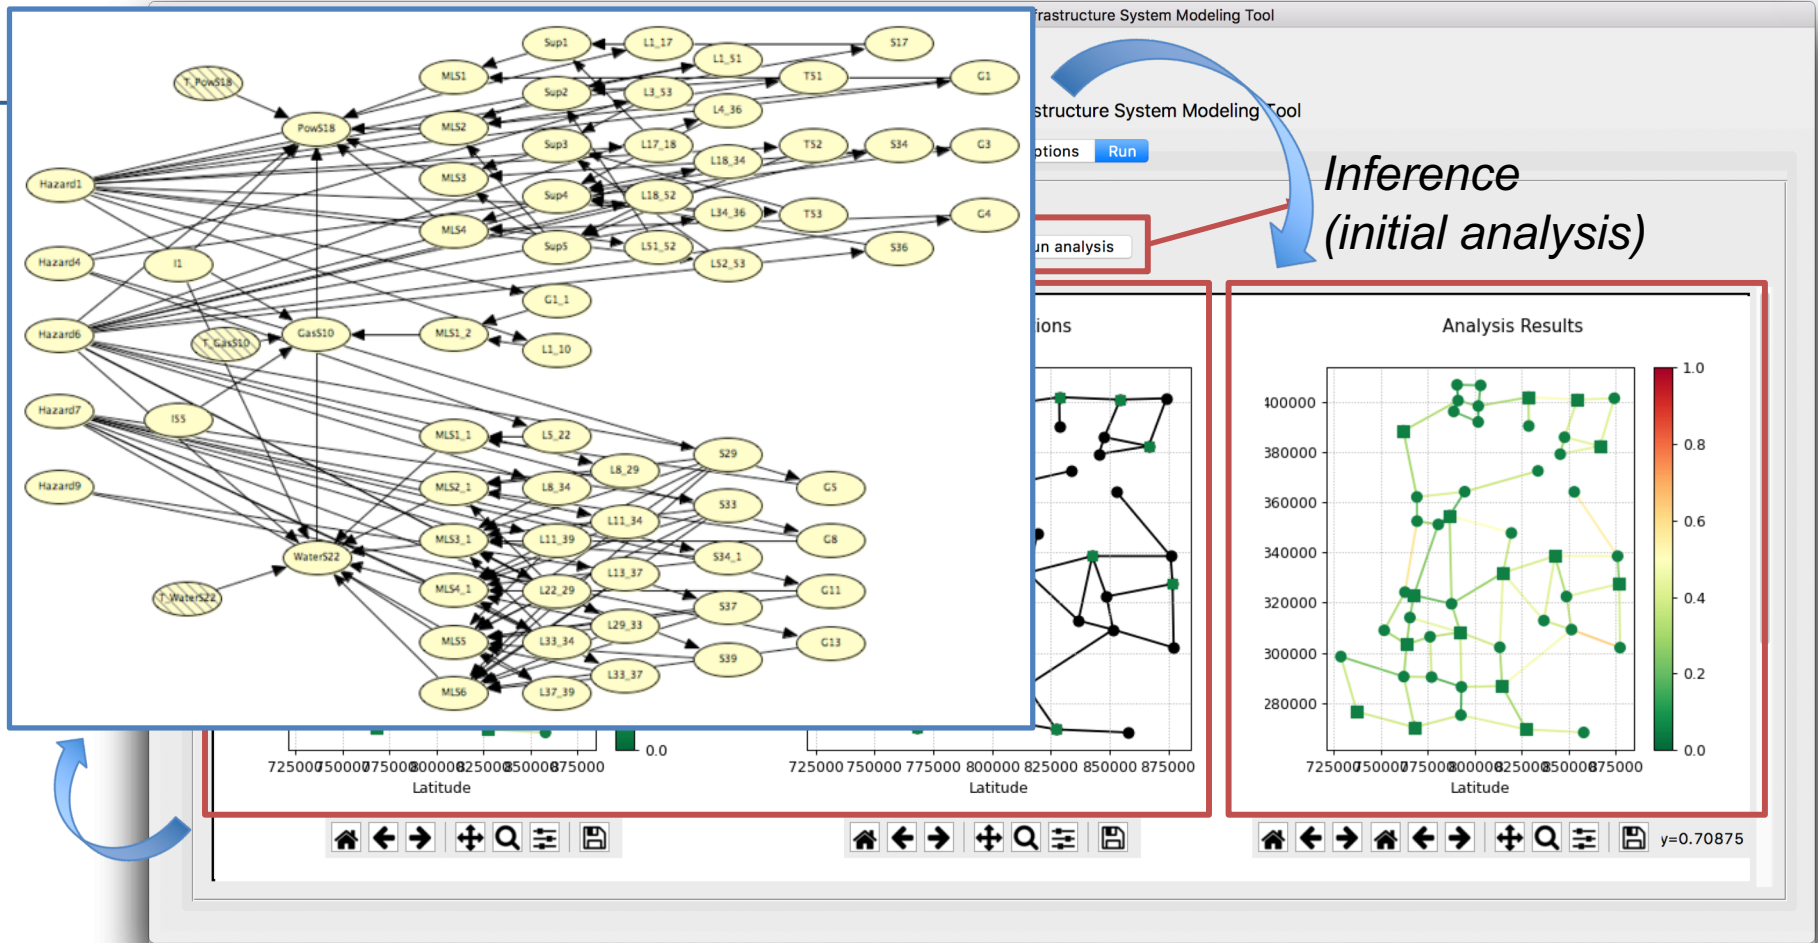 frastructure System Modeling Tool
structure System Modeling Tool
ptions Run
Inference
(initial analysis)
un analysis
Sup1 L1_17 S17
L1_51
MLS1 T51 G1
T_PowS18
Sup2 L3_53
L4_36
PowS18 MLS2
Sup3 L17_18 T52 S34 G3
L18_34
MLS3
Hazard1
Sup4 L18_52
L34_36 T53 G4
MLS4
Sup5 L51_52 S36
Hazard4 I1 L52_53
G1_1
Hazard6 GasS10 MLS1_2
T_GasS10
L1_10
Hazard7
I55
MLS1_1 L5_22
S29
L8_29
Hazard9 MLS2_1 L8_34 G5
S33
L11_34
MLS3_1 L11_39 G8
WaterS22 S34_1
L13_37
MLS4_1 L22_29 G11
T_WaterS22
S37
L29_33
MLS5 L33_34 G13
S39
L33_37
MLS6 L37_39
ions
Analysis Results
400000
380000
360000
340000
320000
300000
280000
1.0
0.8
0.6
0.4
0.2
0.0
0.0
725000 750000 775000 800000 825000 850000 875000
Latitude
725000 750000 775000 800000 825000 850000 875000
Latitude
725000 750000 775000 800000 825000 850000 875000
Latitude
y=0.70875